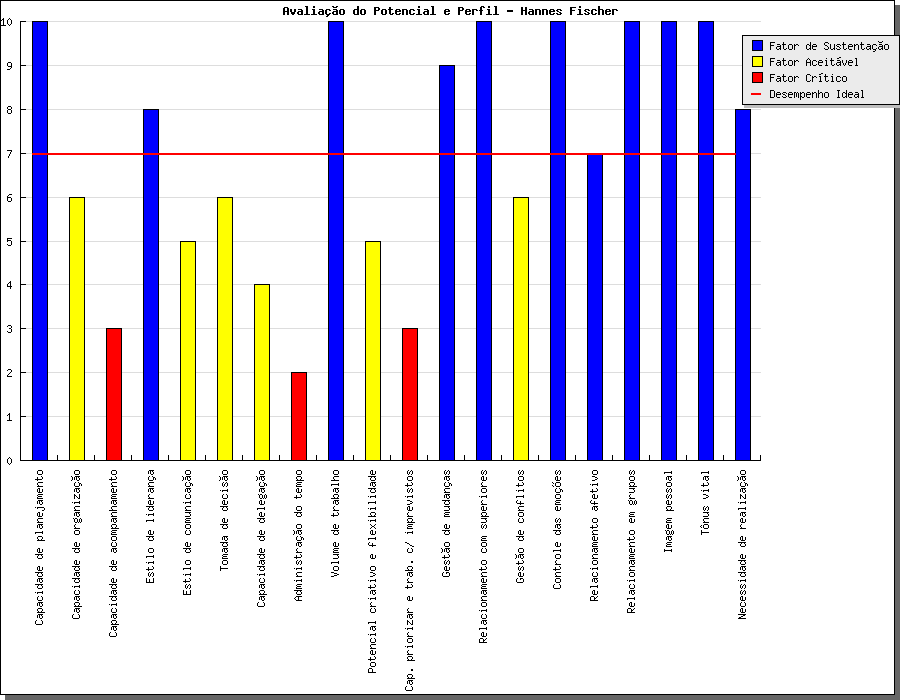 Avaliação do Potencial e Perfil - Hannes Fischer
Fator de Sustentação
Fator Aceitável
Fator Crítico
Desempenho Ideal
10
9
8
7
6
5
4
3
2
1
0
Capacidade de planejamento
Capacidade de organização
Capacidade de acompanhamento
Estilo de liderança
Estilo de comunicação
Tomada de decisão
Capacidade de delegação
Administração do tempo
Volume de trabalho
Potencial criativo e flexibilidade
Cap. priorizar e trab. c/ imprevistos
Gestão de mudanças
Relacionamento com superiores
Gestão de conflitos
Controle das emoções
Relacionamento afetivo
Relacionamento em grupos
Imagem pessoal
Tônus vital
Necessidade de realização